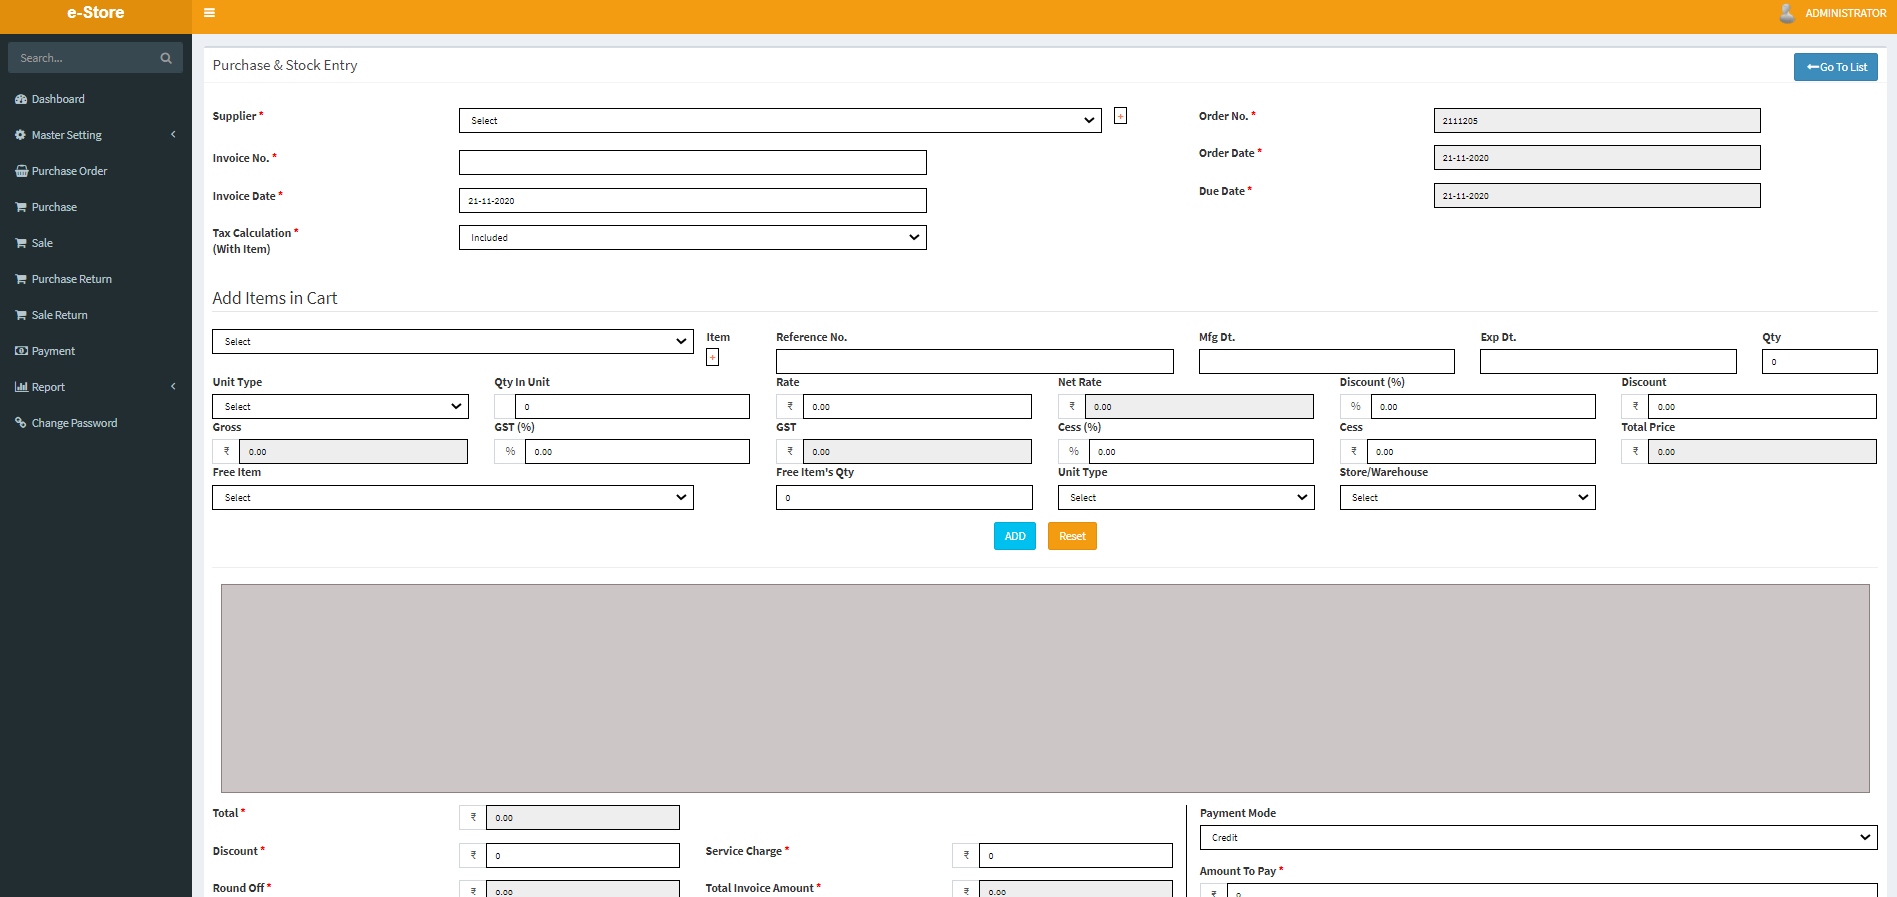 e-Store
ADMINISTRATOR
Search...
Dashboard
Master Setting
Purchase Order
Purchase
Sale
Purchase Return
Sale Return
Payment
Report
Change Password
Purchase & Stock Entry
Go To List
Supplier *
Select
+
Order No. *
2111205
Invoice No. *
Order Date *
21-11-2020
Invoice Date *
21-11-2020
Due Date *
21-11-2020
Tax Calculation *
(With Item)
Included
Add Items in Cart
Select
Item
+
Reference No.
Mfg Dt.
Exp Dt.
Qty
0
Unit Type
Qty In Unit
Rate
Net Rate
Discount (%)
Discount
Select
0
₹ 0.00
₹ 0.00
% 0.00
₹ 0.00
Gross
GST (%)
GST
Cess (%)
Cess
Total Price
₹ 0.00
% 0.00
₹ 0.00
% 0.00
₹ 0.00
₹ 0.00
Free Item
Free Item's Qty
Unit Type
Store/Warehouse
Select
0
Select
Select
ADD
Reset
Total *
₹ 0.00
Payment Mode
Credit
Discount *
₹ 0
Service Charge *
₹ 0
Amount To Pay *
₹ 0
Round Off *
₹ 0.00
Total Invoice Amount *
₹ 0.00